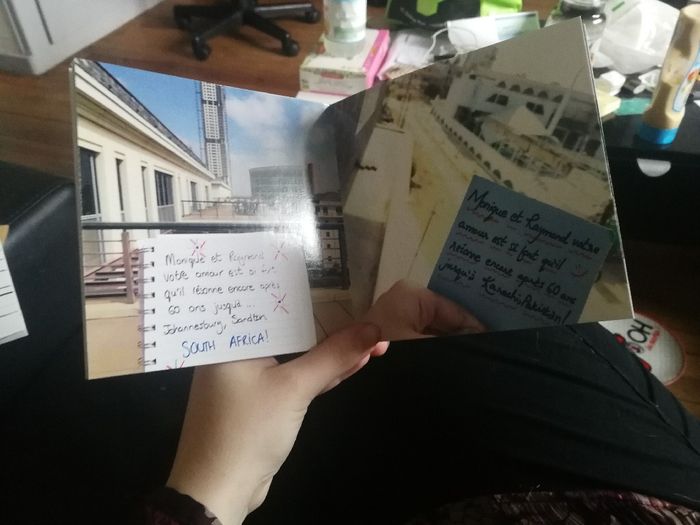 Monique et Raymond
votre amour est si fort
qu'il résonne encore après
60 ans jusqu'à ...
Johannesburg, Sandton
SOUTH AFRICA!
Monique et Raymond votre
amour est si fort qu'il
résonne encore après 60 ans
jusqu'à Karachi Pakistan!